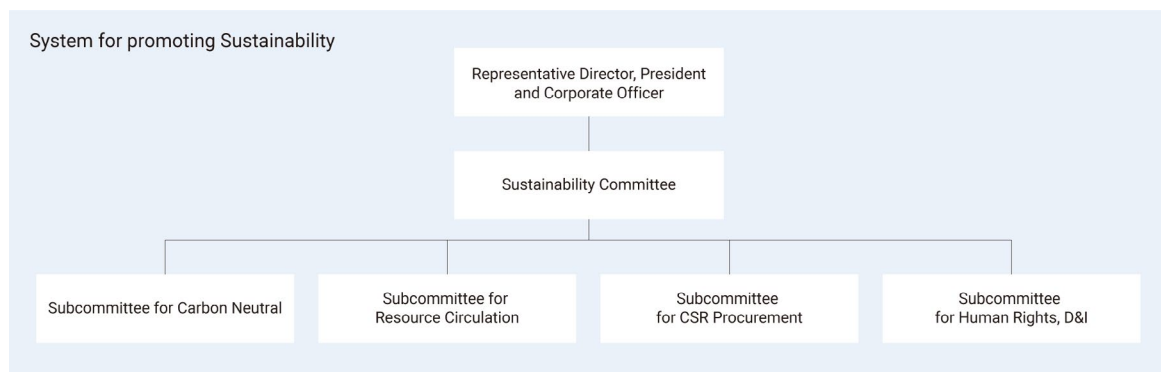 System for promoting Sustainability
Representative Director, President
and Corporate Officer
Sustainability Committee
Subcommittee for Carbon Neutral
Subcommittee for
Resource Circulation
Subcommittee
for CSR Procurement
Subcommittee
for Human Rights, D&I